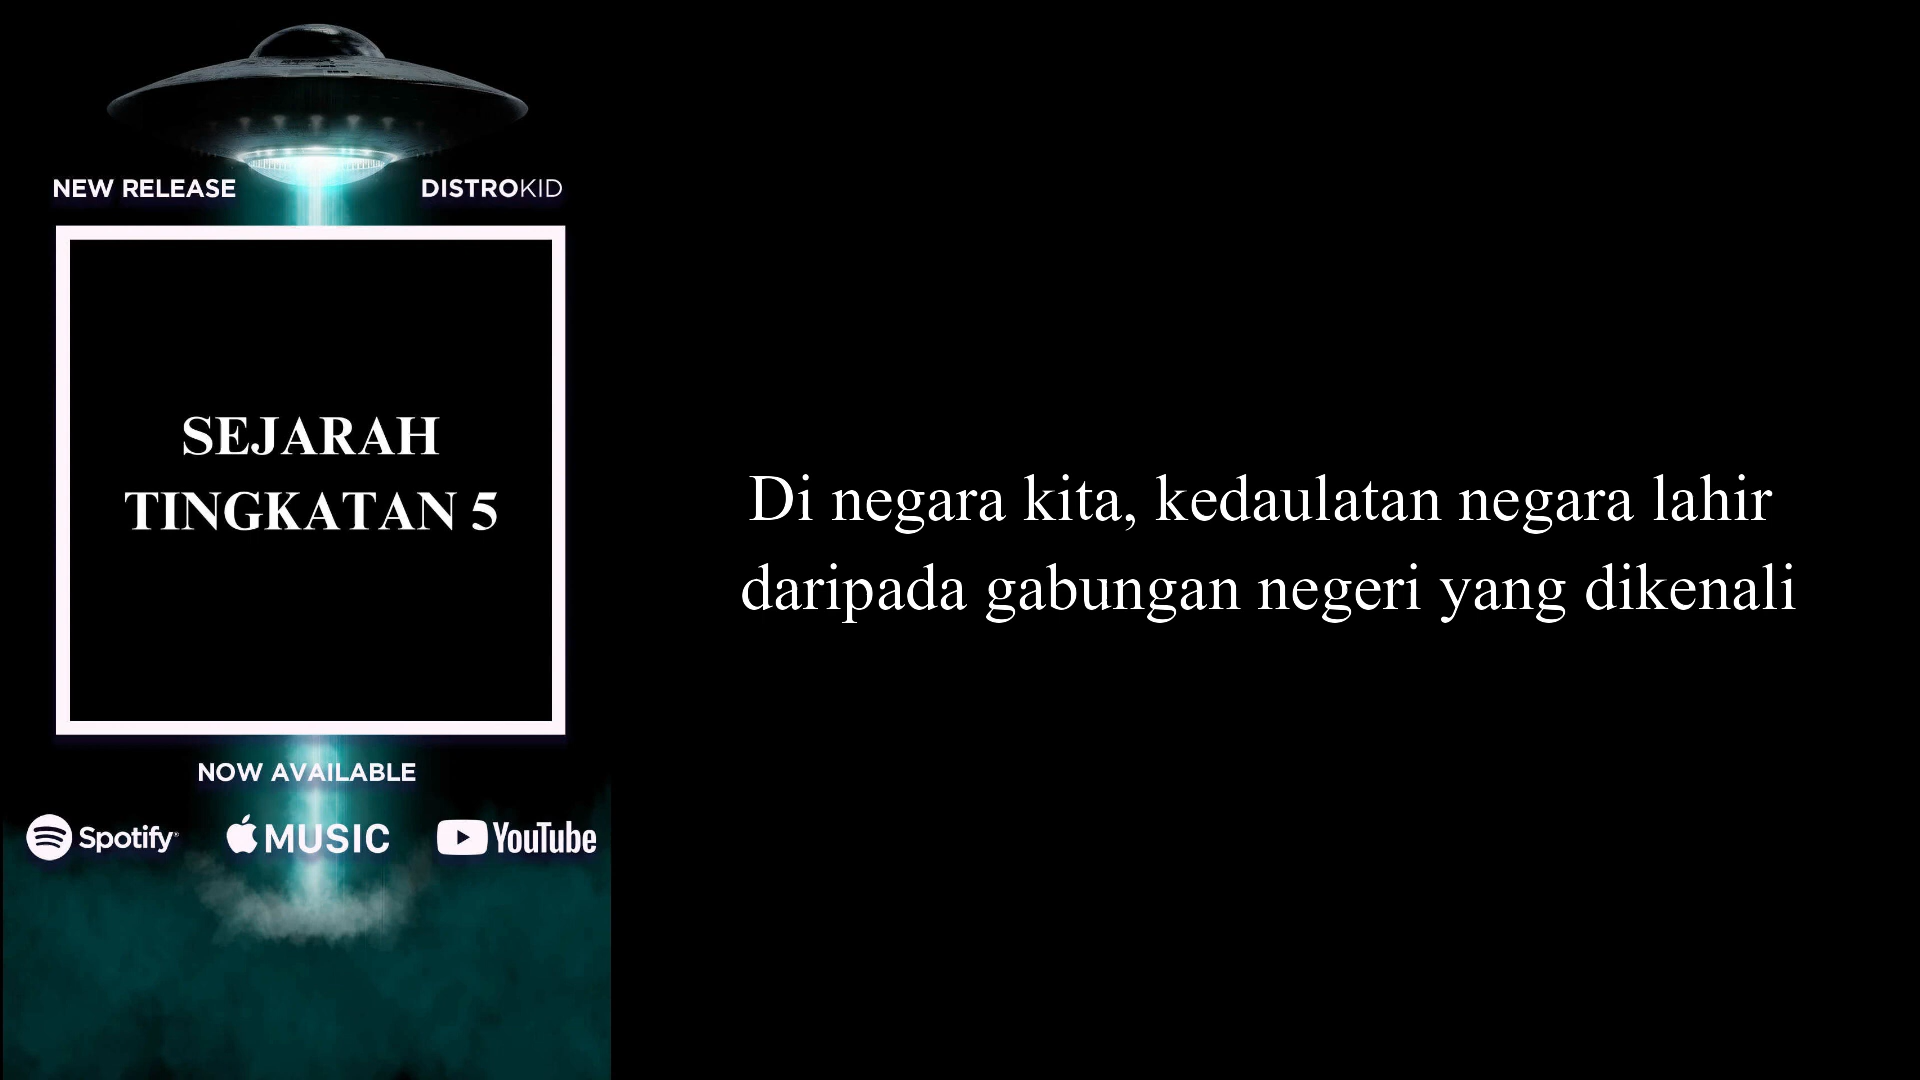 NEW RELEASE
DISTROKID
SEJARAH
TINGKATAN 5
NOW AVAILABLE
Spotify
MUSIC
YouTube
Di negara kita, kedaulatan negara lahir
daripada gabungan negeri yang dikenali